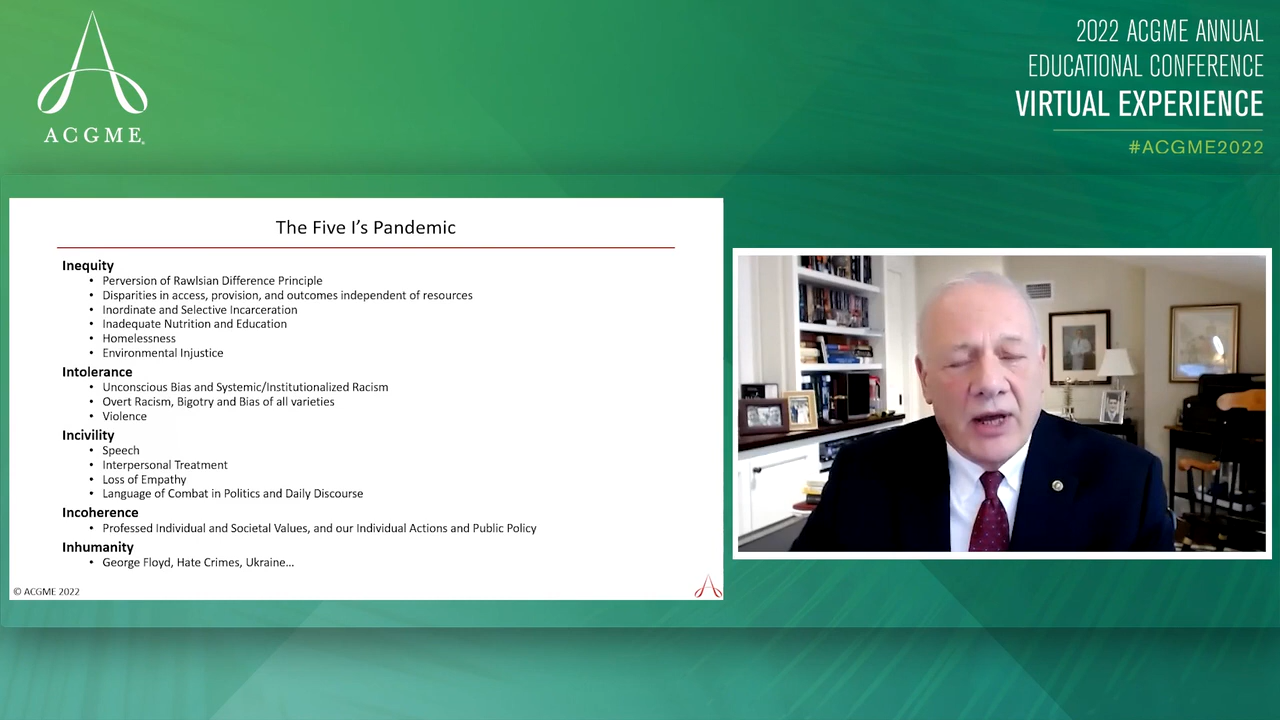 ACGME
2022 ACGME ANNUAL
EDUCATIONAL CONFERENCE
VIRTUAL EXPERIENCE
#ACGME2022
The Five I's Pandemic
Inequity
• Perversion of Rawlsian Difference Principle
• Disparities in access, provision, and outcomes independent of resources
• Inordinate and Selective Incarceration
• Inadequate Nutrition and Education
• Homelessness
• Environmental Injustice
Intolerance
• Unconscious Bias and Systemic/Institutionalized Racism
• Overt Racism, Bigotry and Bias of all varieties
• Violence
Incivility
• Speech
• Interpersonal Treatment
• Loss of Empathy
• Language of Combat in Politics and Daily Discourse
Incoherence
• Professed Individual and Societal Values, and our Individual Actions and Public Policy
Inhumanity
• George Floyd, Hate Crimes, Ukraine...
© ACGME 2022